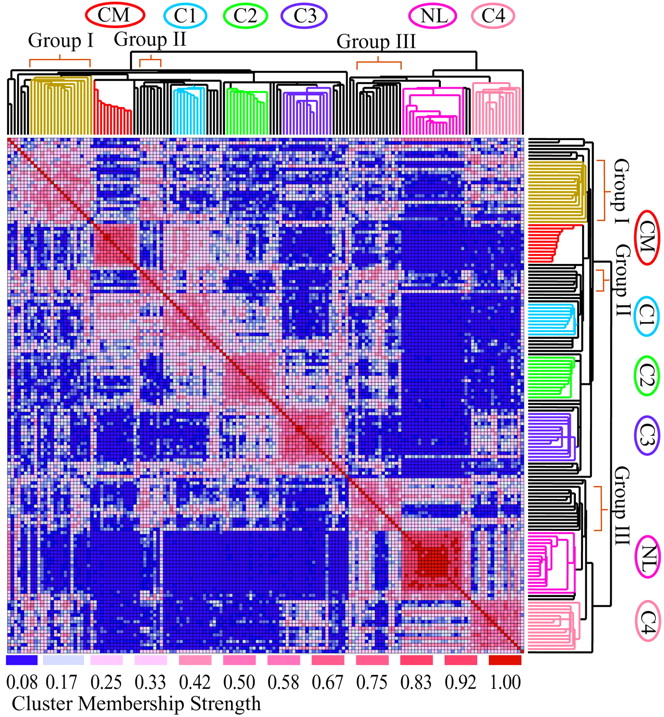 CM C1 C2 C3 NL C4
Group I Group II Group III
Group I
CM
Group II
C1
C2
C3
Group III
NL
C4
0.08 0.17 0.25 0.33 0.42 0.50 0.58 0.67 0.75 0.83 0.92 1.00
Cluster Membership Strength